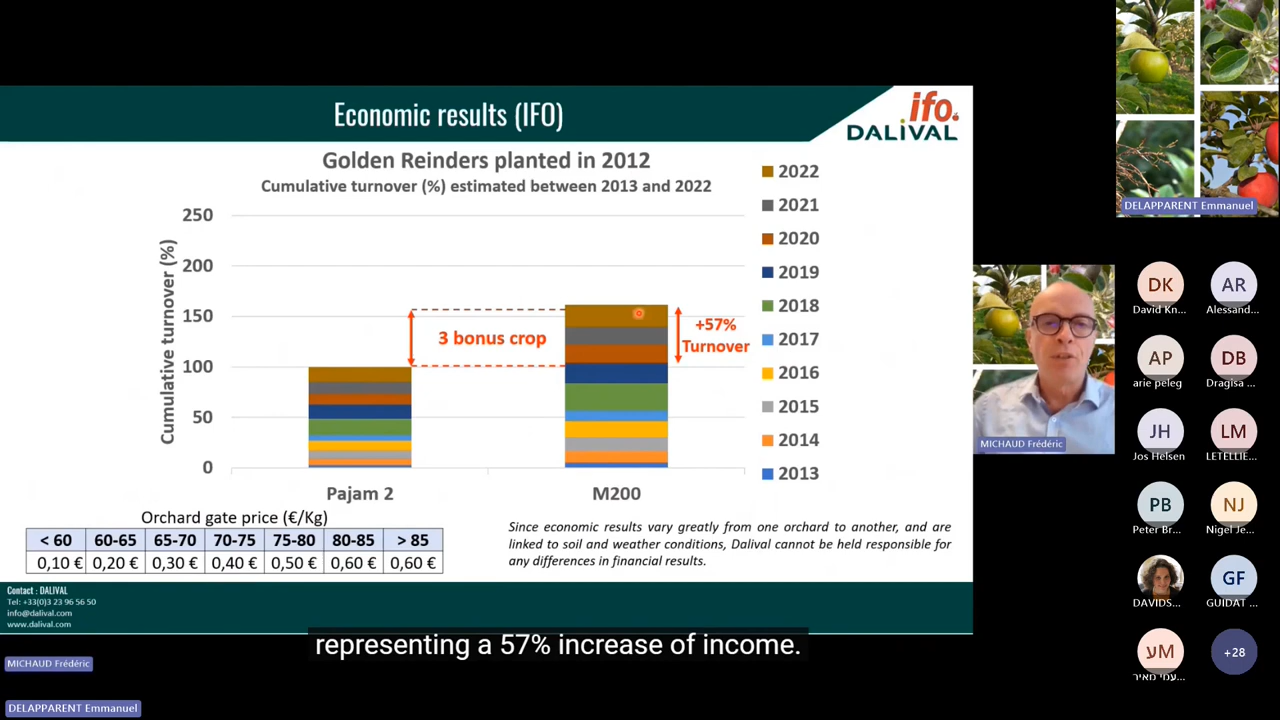 Economic results (IFO)
ifo.
DALiVAL
Golden Reinders planted in 2012
Cumulative turnover (%) estimated between 2013 and 2022
Cumulative turnover (%)
250
200
150
100
50
0
3 bonus crop
+57%
Turnover
Pajam 2
M200
2022
2021
2020
2019
2018
2017
2016
2015
2014
2013
Orchard gate price (€/Kg)
< 60 60-65 65-70 70-75 75-80 80-85 > 85
0,10 € 0,20 € 0,30 € 0,40 € 0,50 € 0,60 € 0,60 €
Since economic results vary greatly from one orchard to another, and are
linked to soil and weather conditions, Dalival cannot be held responsible for
any differences in financial results.
Contact : DALIVAL
Tel: +33(0)3 23 96 56 50
info@dalival.com
www.dalival.com
representing a 57% increase of income.
MICHAUD Frédéric
DELAPPARENT Emmanuel
DELAPPARENT Emmanuel
MICHAUD Frédéric
DK
David Kn...
AR
Alessand...
AP
arie peleg
DB
Dragisa ...
JH
Jos Helsen
LM
LETELLIE...
PB
Peter Br...
NJ
Nigel Je...
DAVIDS...
GF
GUIDAT ...
עמ
עמי מאיר...
+28